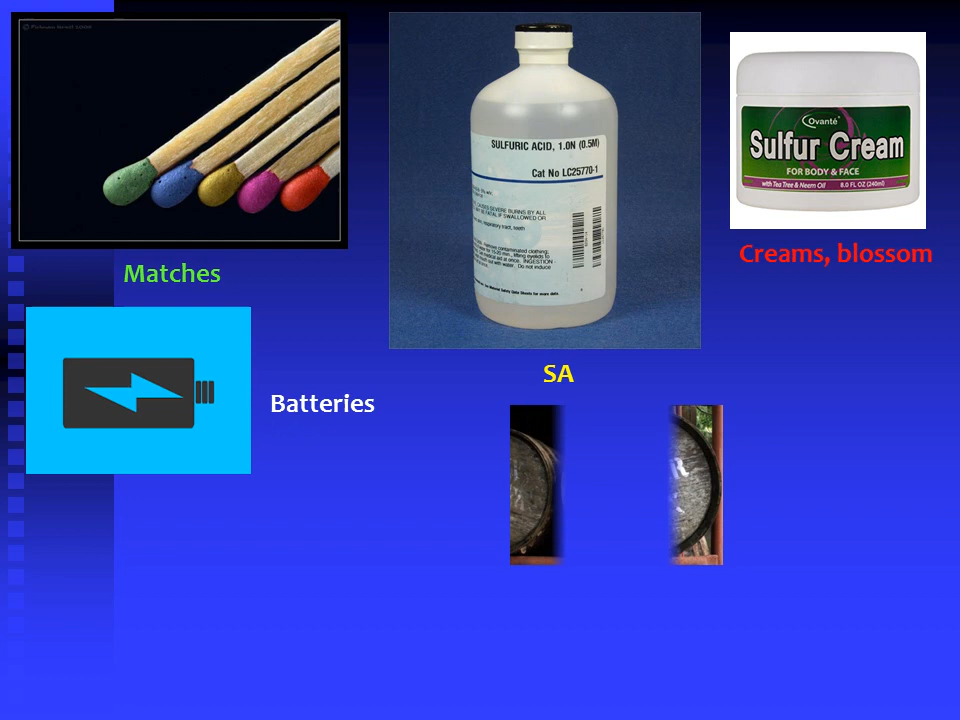 Matches
SULFURIC ACID, 1.0N (0.5M)
Cat No LC25770-1
Ovanté
Sulfur Cream
FOR BODY & FACE
with Tea Tree & Neem Oil 8.0 FL OZ (240ml)
Creams, blossom
SA
Batteries